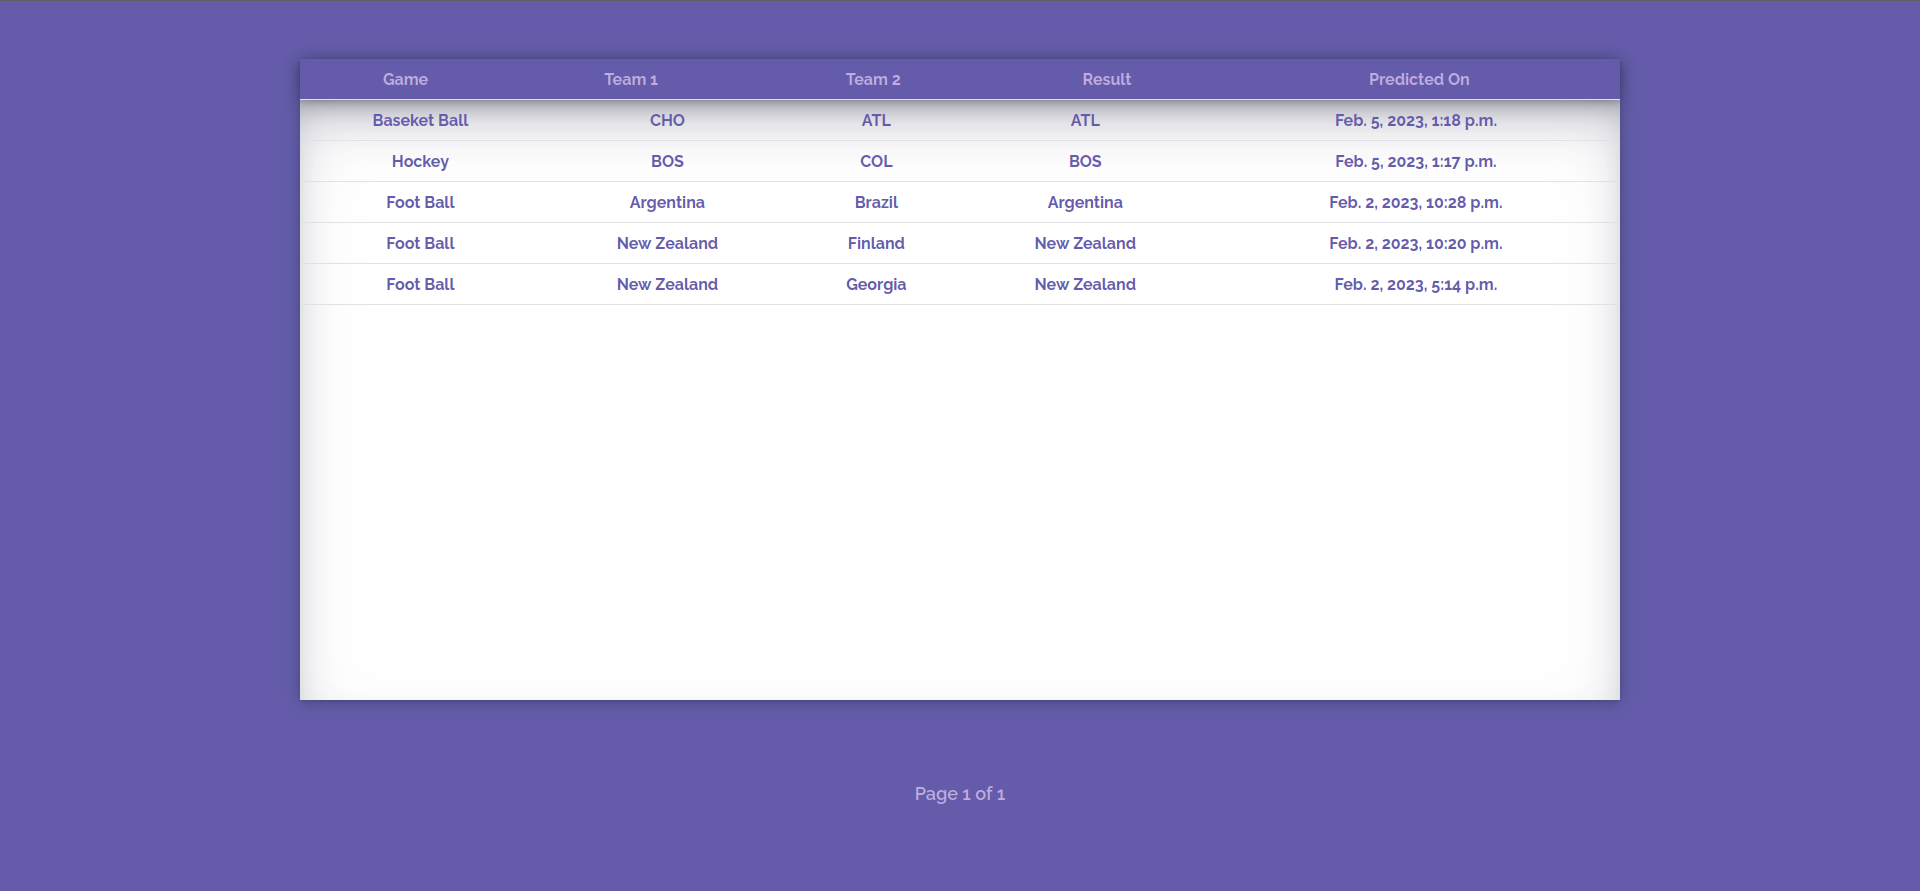 Game Team 1 Team 2 Result Predicted On
Baseket Ball CHO ATL ATL Feb. 5, 2023, 1:18 p.m.
Hockey BOS COL BOS Feb. 5, 2023, 1:17 p.m.
Foot Ball Argentina Brazil Argentina Feb. 2, 2023, 10:28 p.m.
Foot Ball New Zealand Finland New Zealand Feb. 2, 2023, 10:20 p.m.
Foot Ball New Zealand Georgia New Zealand Feb. 2, 2023, 5:14 p.m.
Page 1 of 1